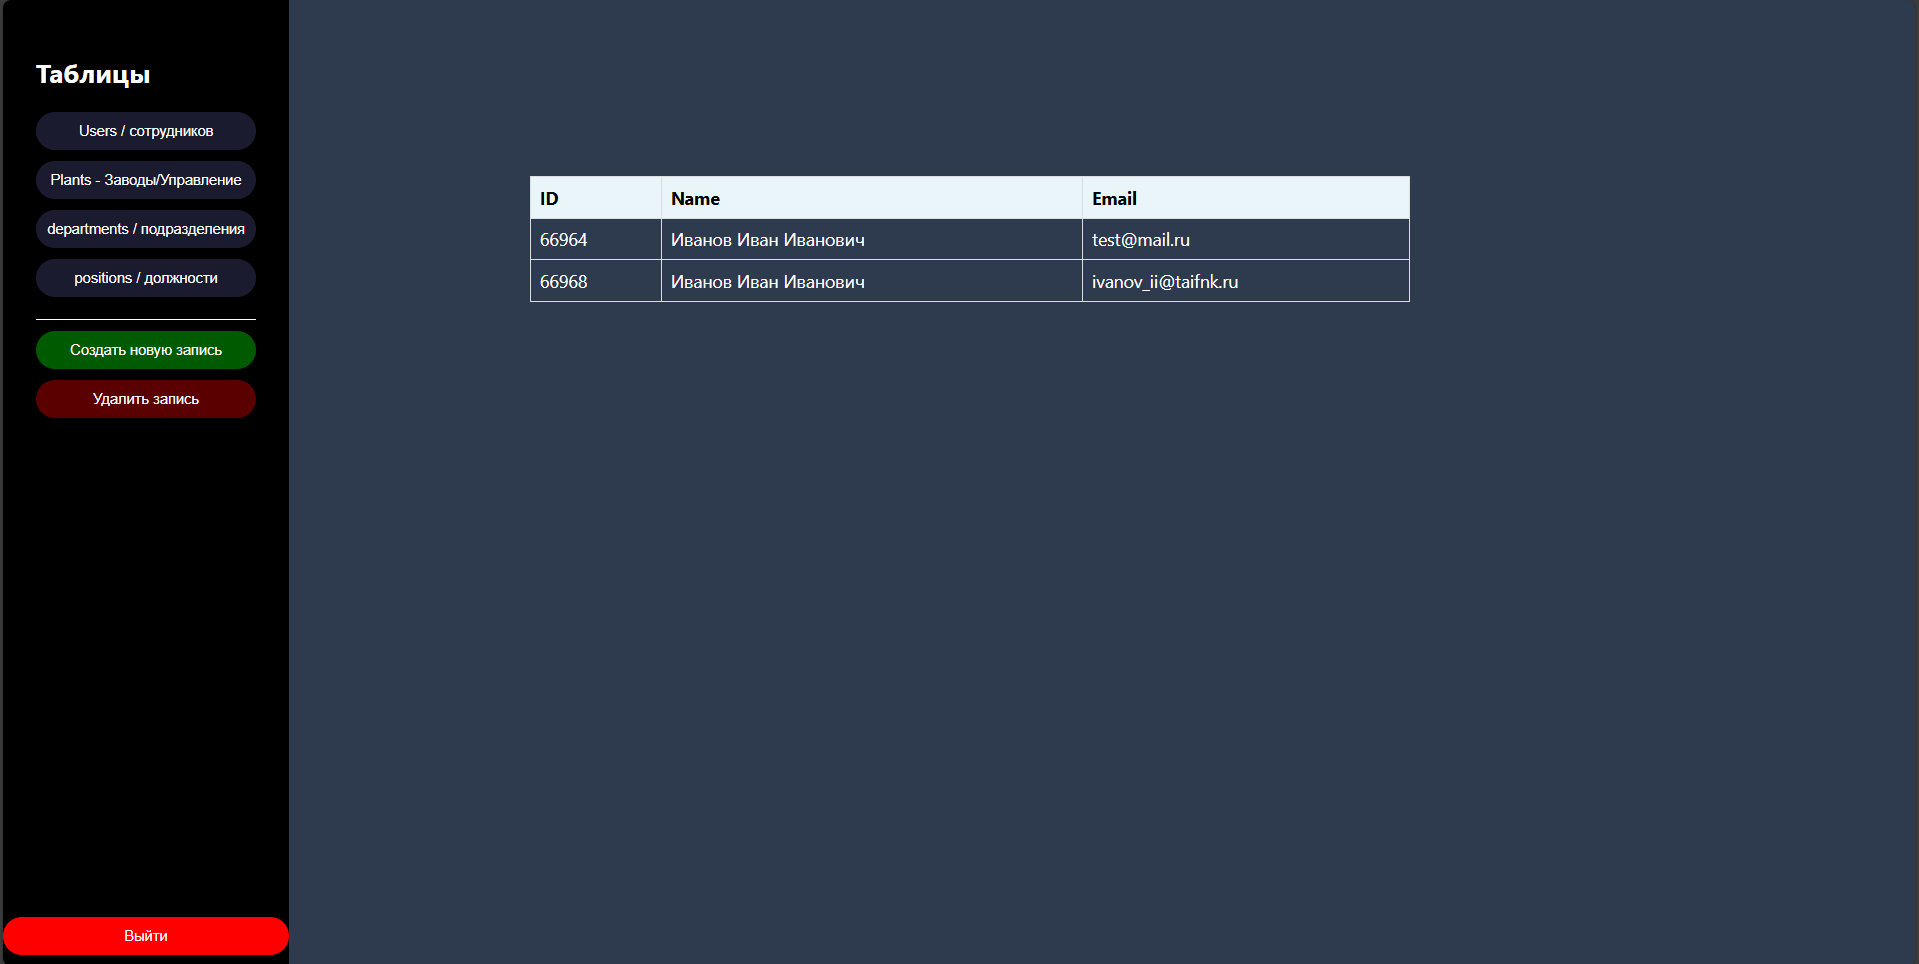 Таблицы
Users / сотрудников
Plants - Заводы/Управление
departments / подразделения
positions / должности
Создать новую запись
Удалить запись
Выйти
ID Name Email
66964 Иванов Иван Иванович test@mail.ru
66968 Иванов Иван Иванович ivanov_ii@taifnk.ru